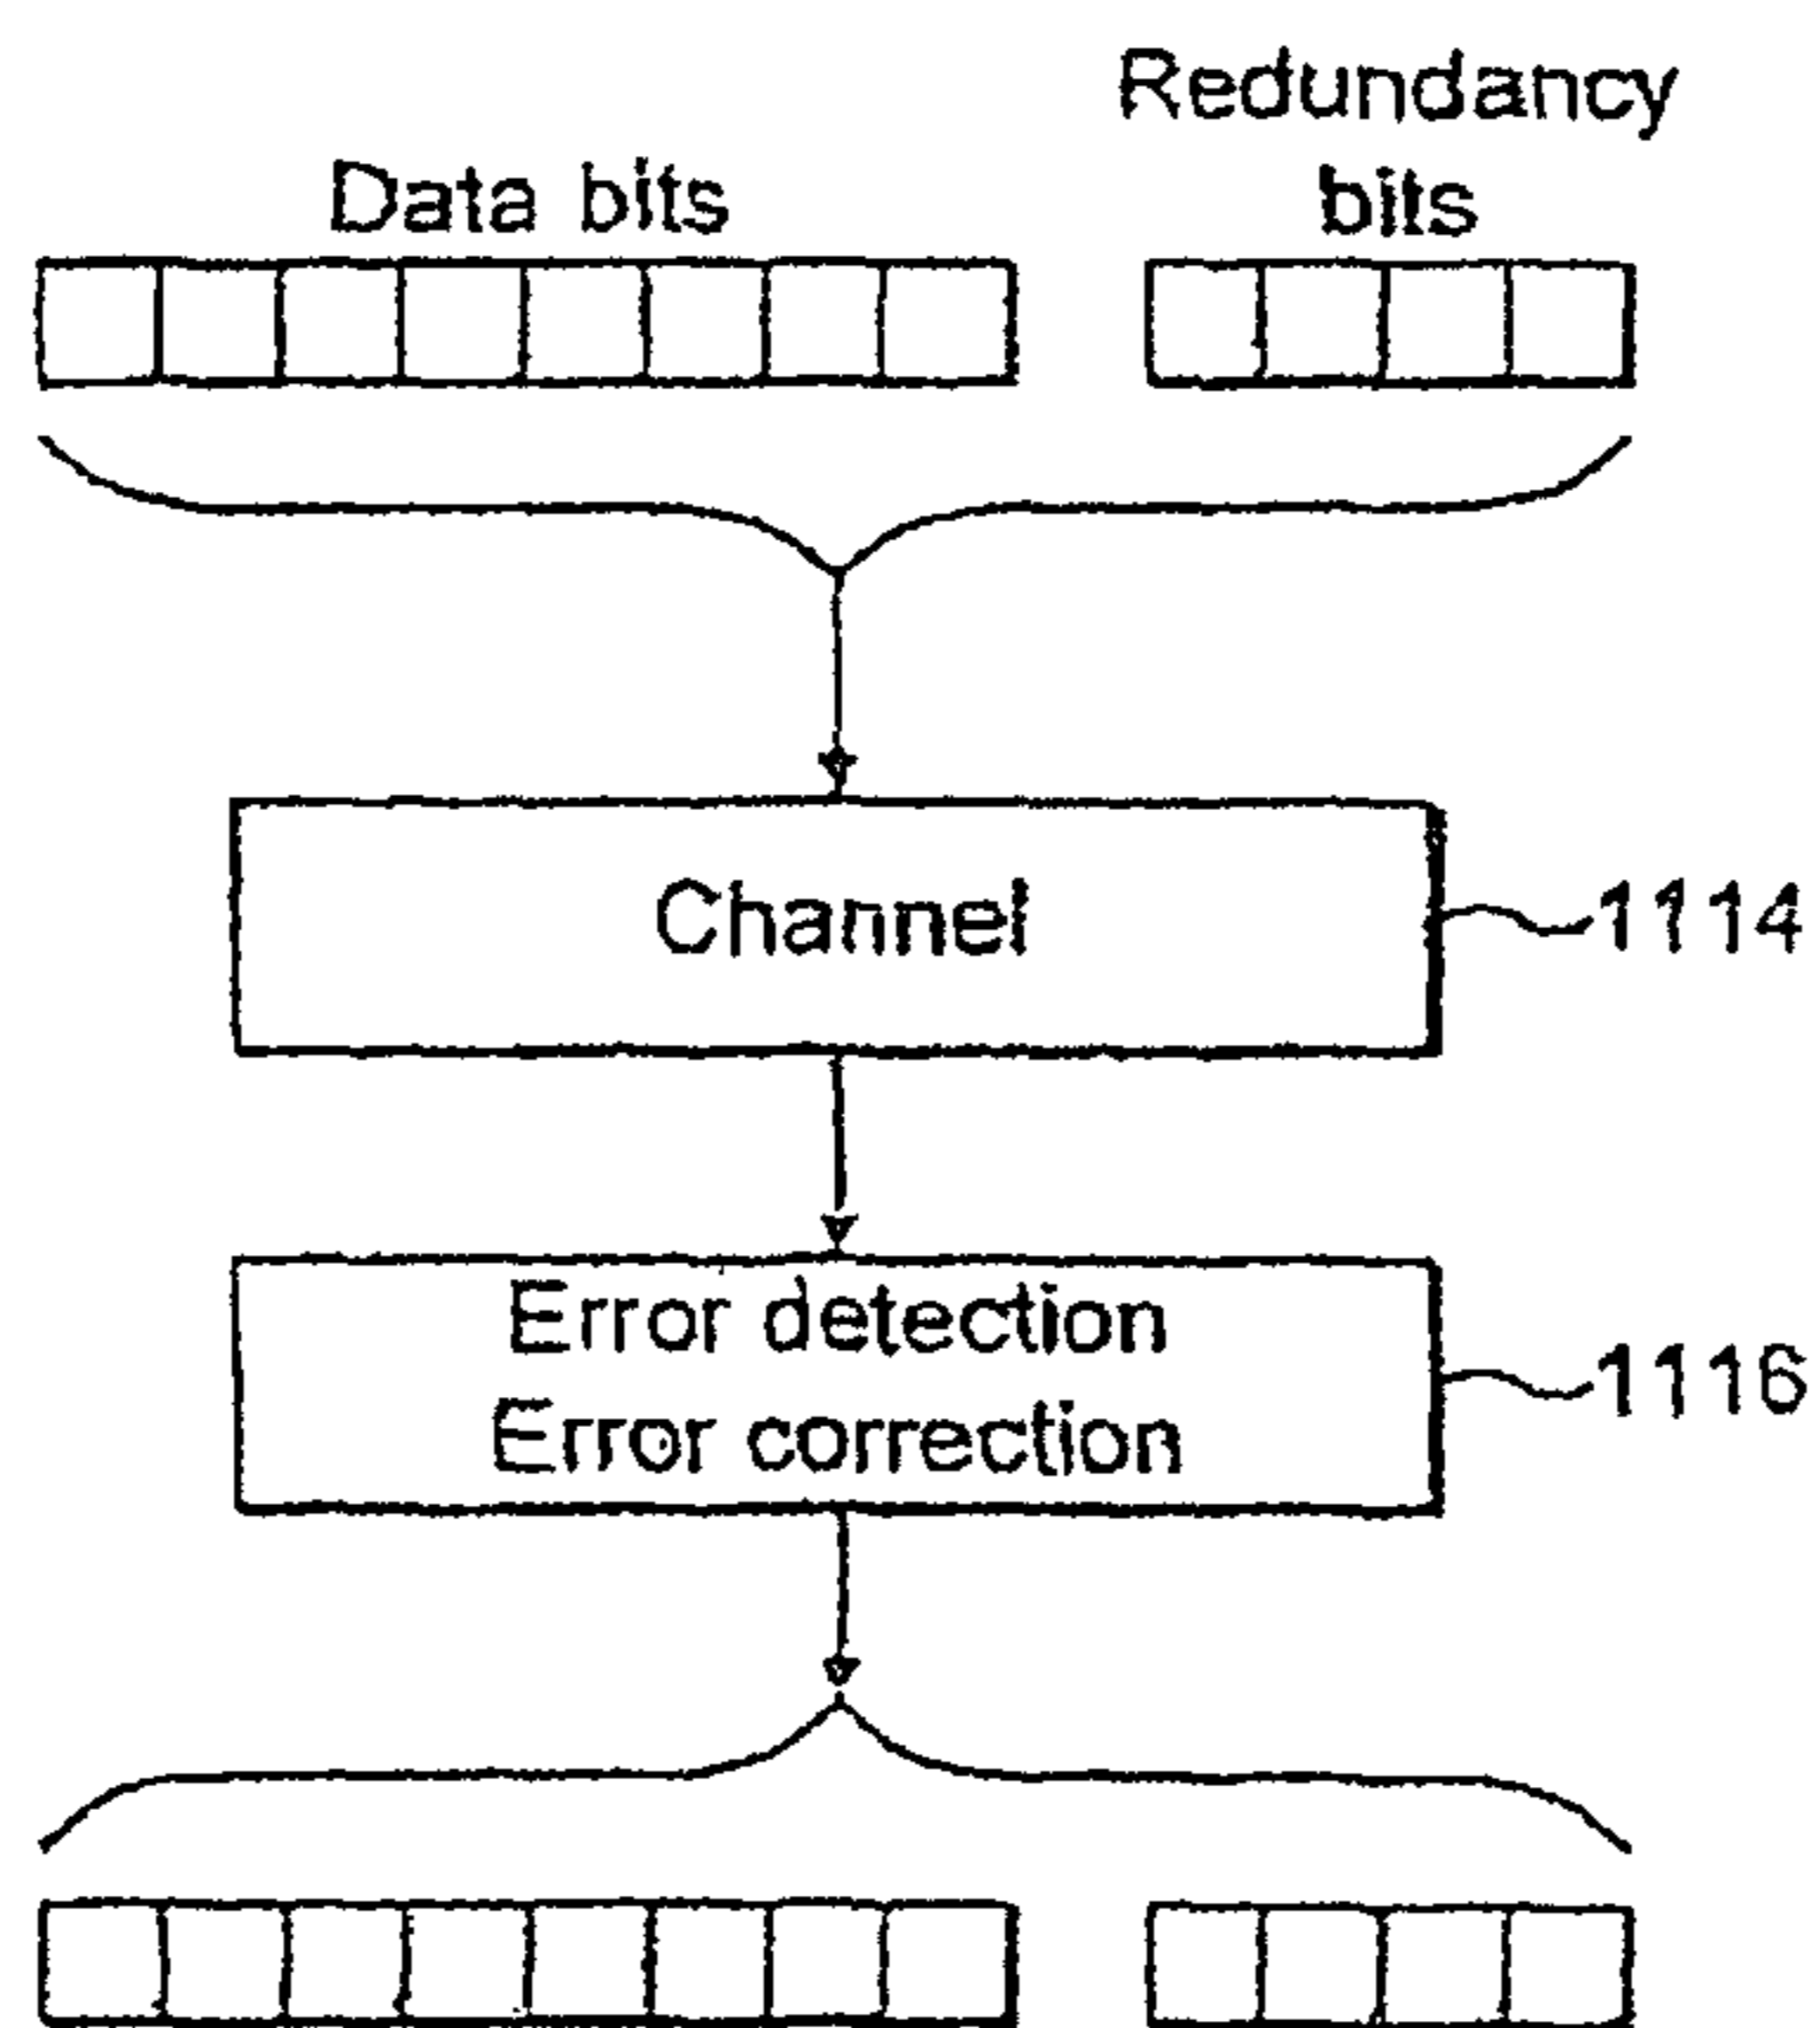 Redundancy
Data bits bits
Channel
1114
Error detection
Error correction
1116